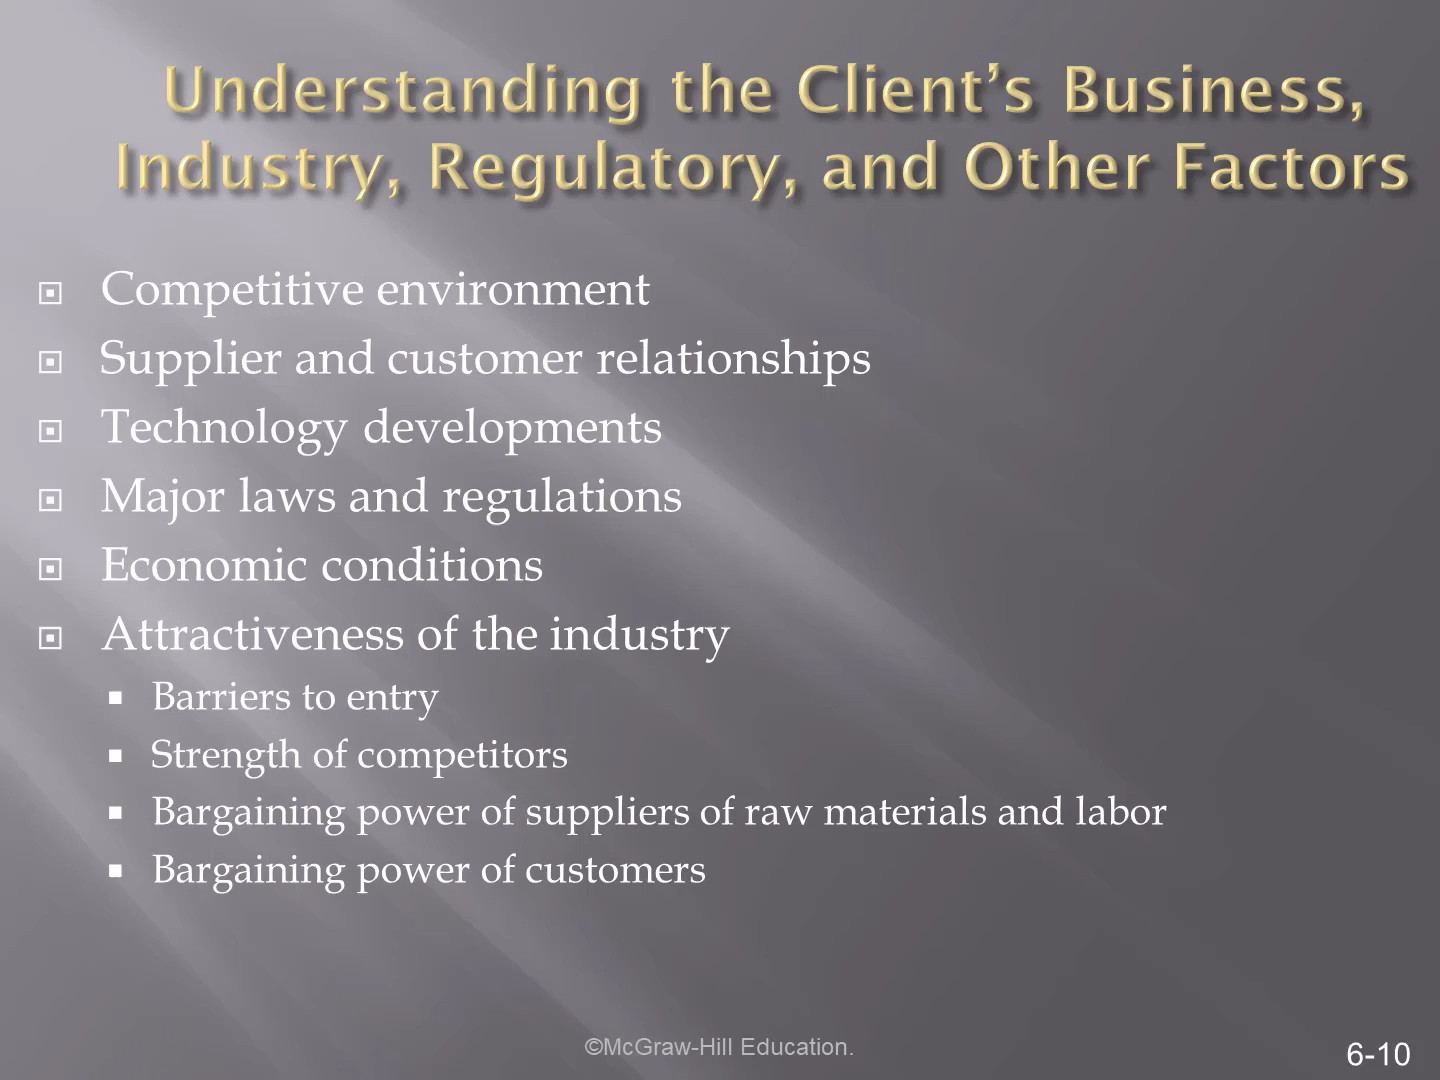 Understanding the Client’s Business,
Industry, Regulatory, and Other Factors
Competitive environment
Supplier and customer relationships
Technology developments
Major laws and regulations
Economic conditions
Attractiveness of the industry
Barriers to entry
Strength of competitors
Bargaining power of suppliers of raw materials and labor
Bargaining power of customers
©McGraw-Hill Education.
6-10